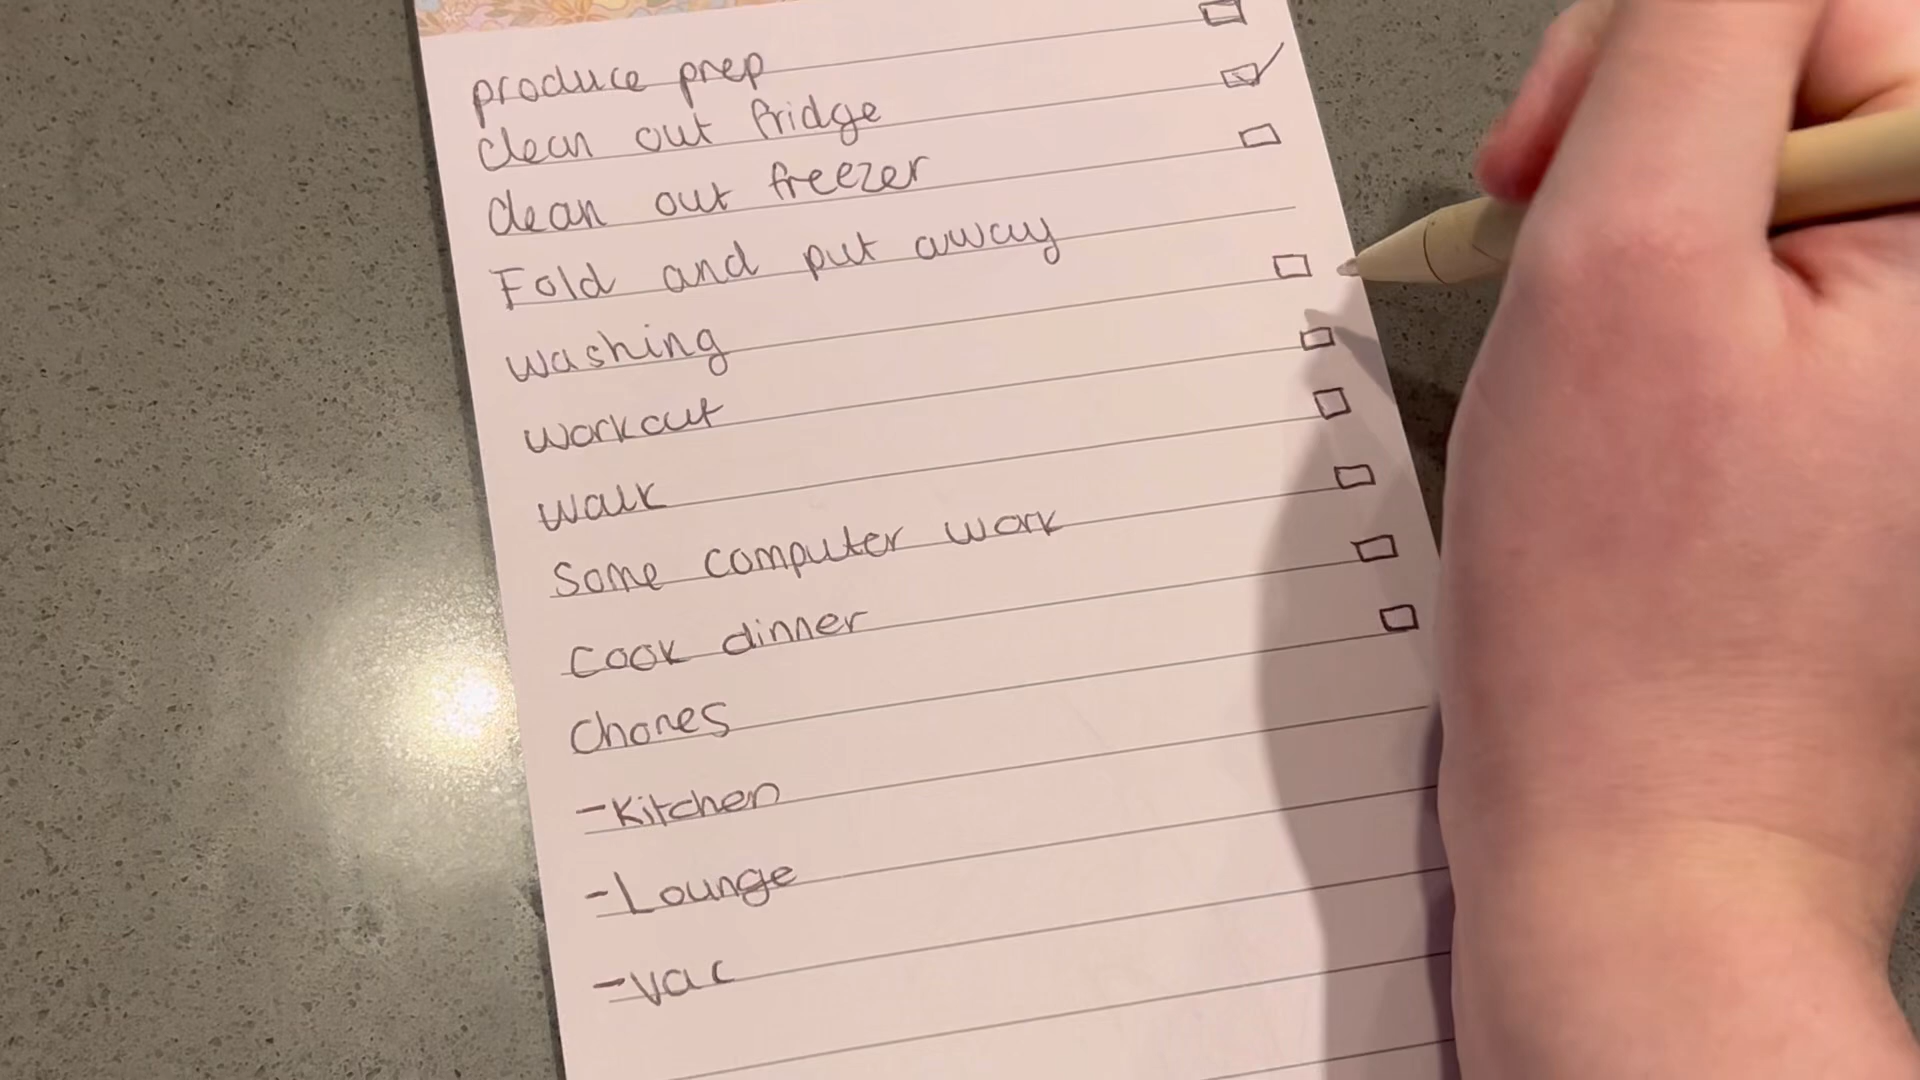 produce prep
clean out fridge
clean out freezer
Fold and put away
washing
workout
walk
Some computer work
Cook dinner
Chores
-Kitchen
-Lounge
-vac